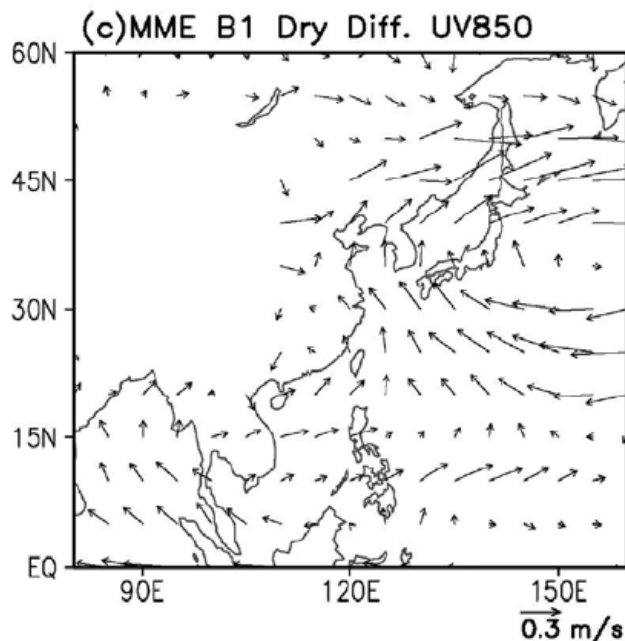 (c)MME B1 Dry Diff. UV850
60N
45N
30N
15N
EQ
90E 120E 150E
0.3 m/s